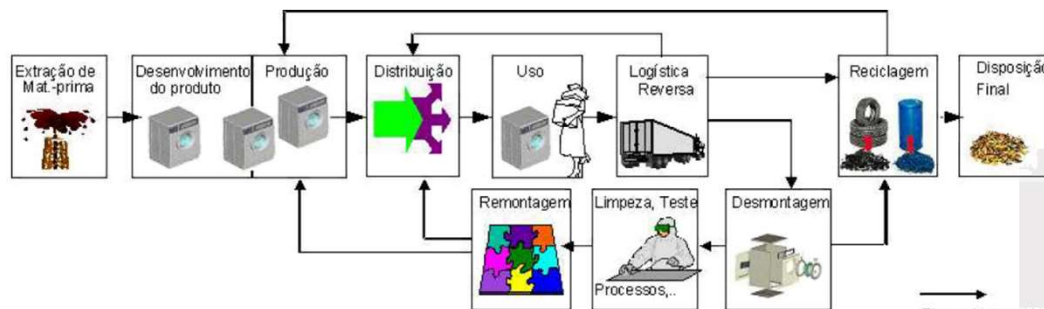 Extração de
Mat.-prima
Desenvolvimento
do produto
Produção
Distribuição
Uso
Logística
Reversa
Reciclagem
Disposição
Final
Remontagem
Limpeza, Teste
Processos,..
Desmontagem